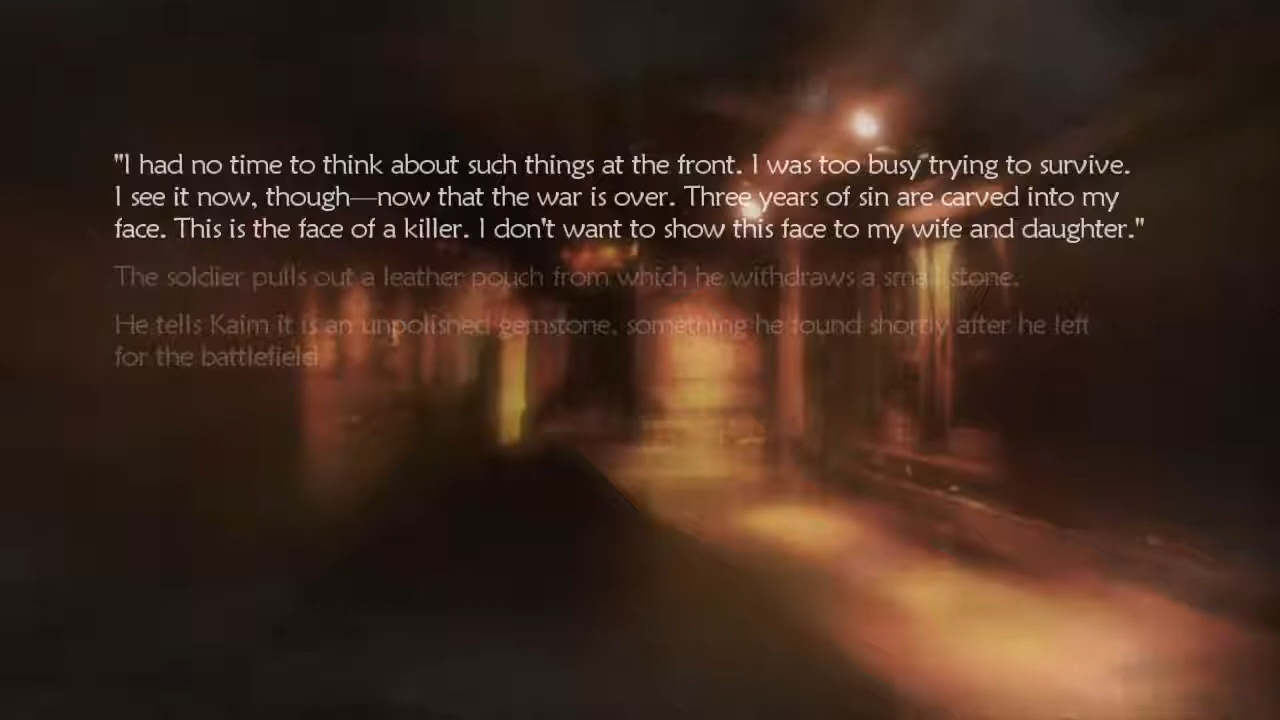 "I had no time to think about such things at the front. I was too busy trying to survive.
I see it now, though—now that the war is over. Three years of sin are carved into my
face. This is the face of a killer. I don't want to show this face to my wife and daughter."
The soldier pulls out a leather pouch from which he withdraws a small stone.
He tells Kaim it is an unpolished gemstone, something he found shortly after he left
for the battlefield.